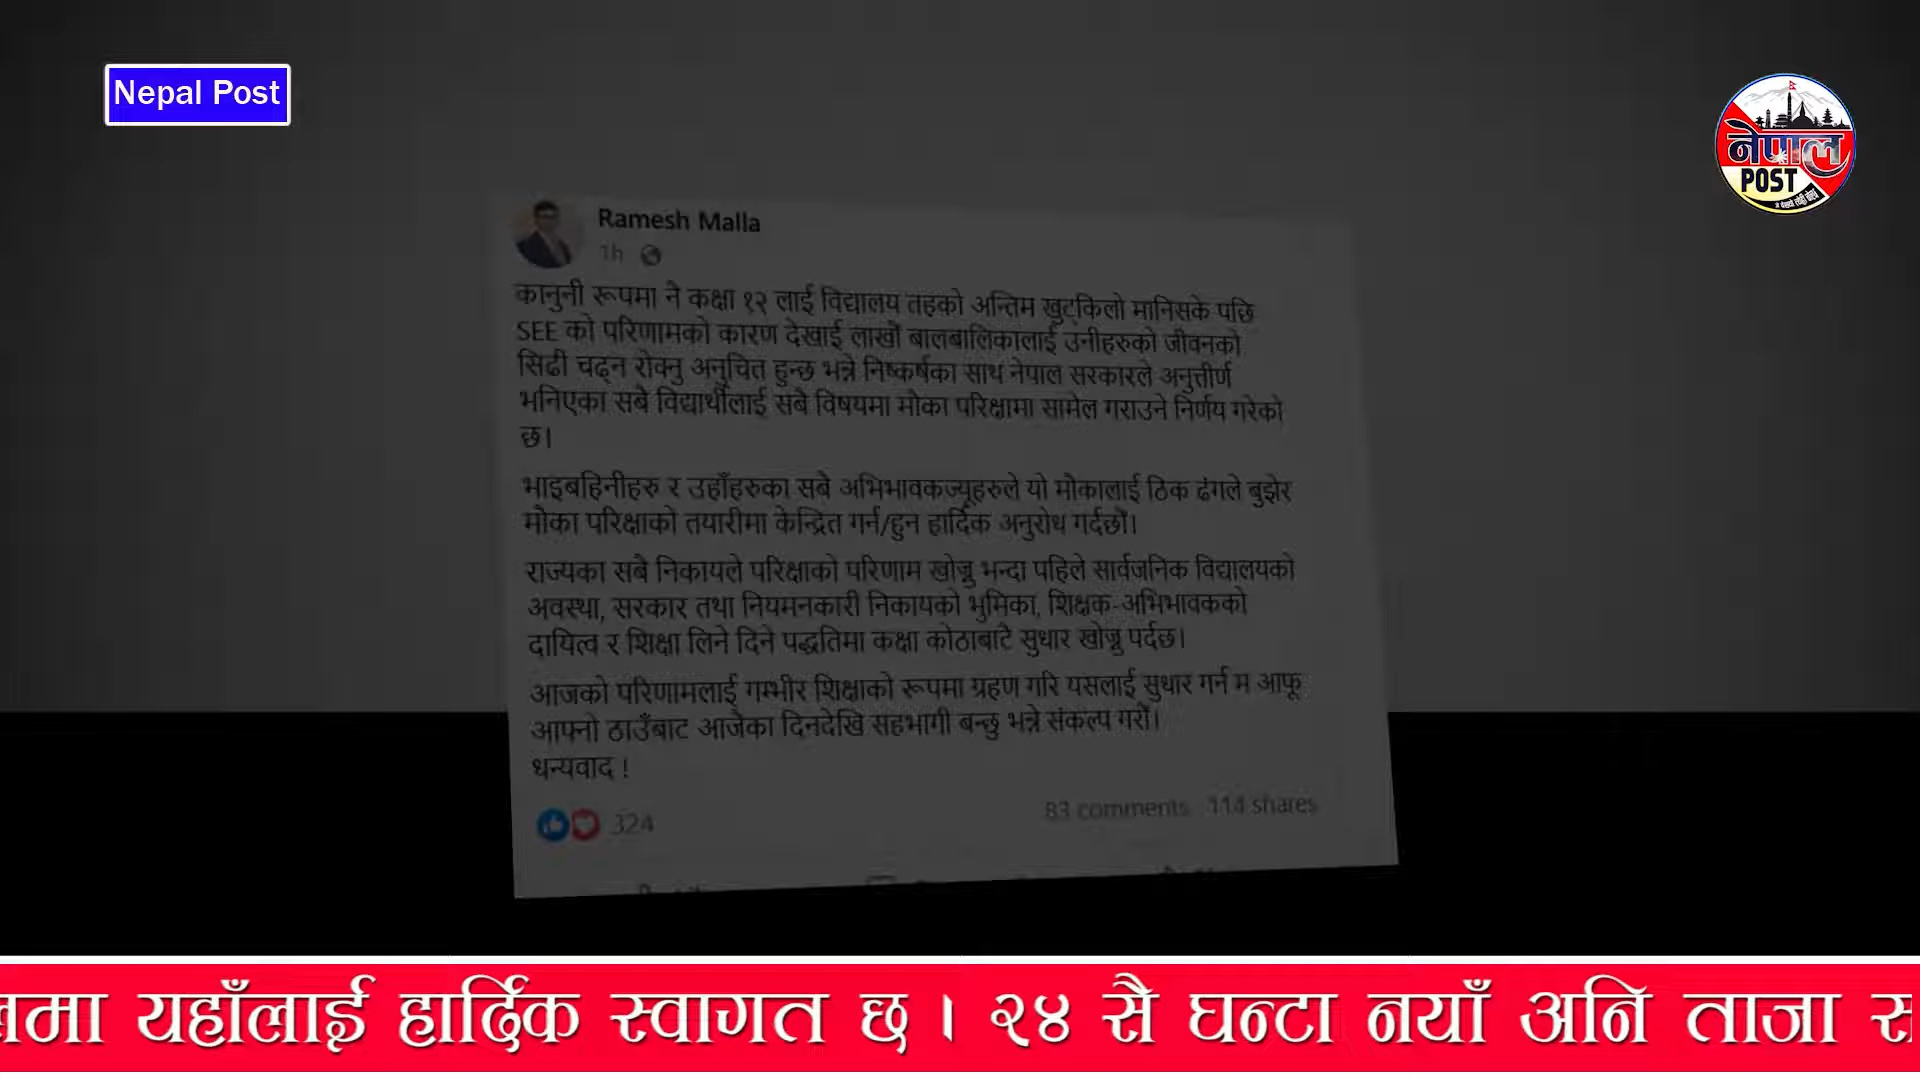 Nepal Post
नेपाल
POST
Ramesh Malla
1h
कानुनी रूपमा नै कक्षा १२ लाई विद्यालय तहको अन्तिम खुट्किलो मानिसके पछि
SEE को परिणामको कारण देखाई लाखौं बालबालिकालाई उनीहरुको जीवनको
सिढी चढ्न रोक्नु अनुचित हुन्छ भन्ने निष्कर्षका साथ नेपाल सरकारले अनुत्तीर्ण
भनिएका सबै विद्यार्थीलाई सबै विषयमा मौका परिक्षामा सामेल गराउने निर्णय गरेको
छ।
भाइबहिनीहरु र उहाँहरुका सबै अभिभावकज्यूहरुले यो मौकालाई ठिक ढंगले बुझेर
मौका परिक्षाको तयारीमा केन्द्रित गर्न/हुन हार्दिक अनुरोध गर्दछौं।
राज्यका सबै निकायले परिक्षाको परिणाम खोज्नु भन्दा पहिले सार्वजनिक विद्यालयको
अवस्था, सरकार तथा नियमनकारी निकायको भुमिका, शिक्षक-अभिभावकको
दायित्व र शिक्षा लिने दिने पद्धतिमा कक्षा कोठाबाटै सुधार खोज्नु पर्दछ।
आजको परिणामलाई गम्भीर शिक्षाको रूपमा ग्रहण गरि यसलाई सुधार गर्न म आफू
आफ्नो ठाउँबाट आजैका दिनदेखि सहभागी बन्छु भन्ने संकल्प गरौं।
धन्यवाद !
324
83 comments 114 shares
यहाँलाई हार्दिक स्वागत छ । २४ सै घन्टा नयाँ अनि ताजा